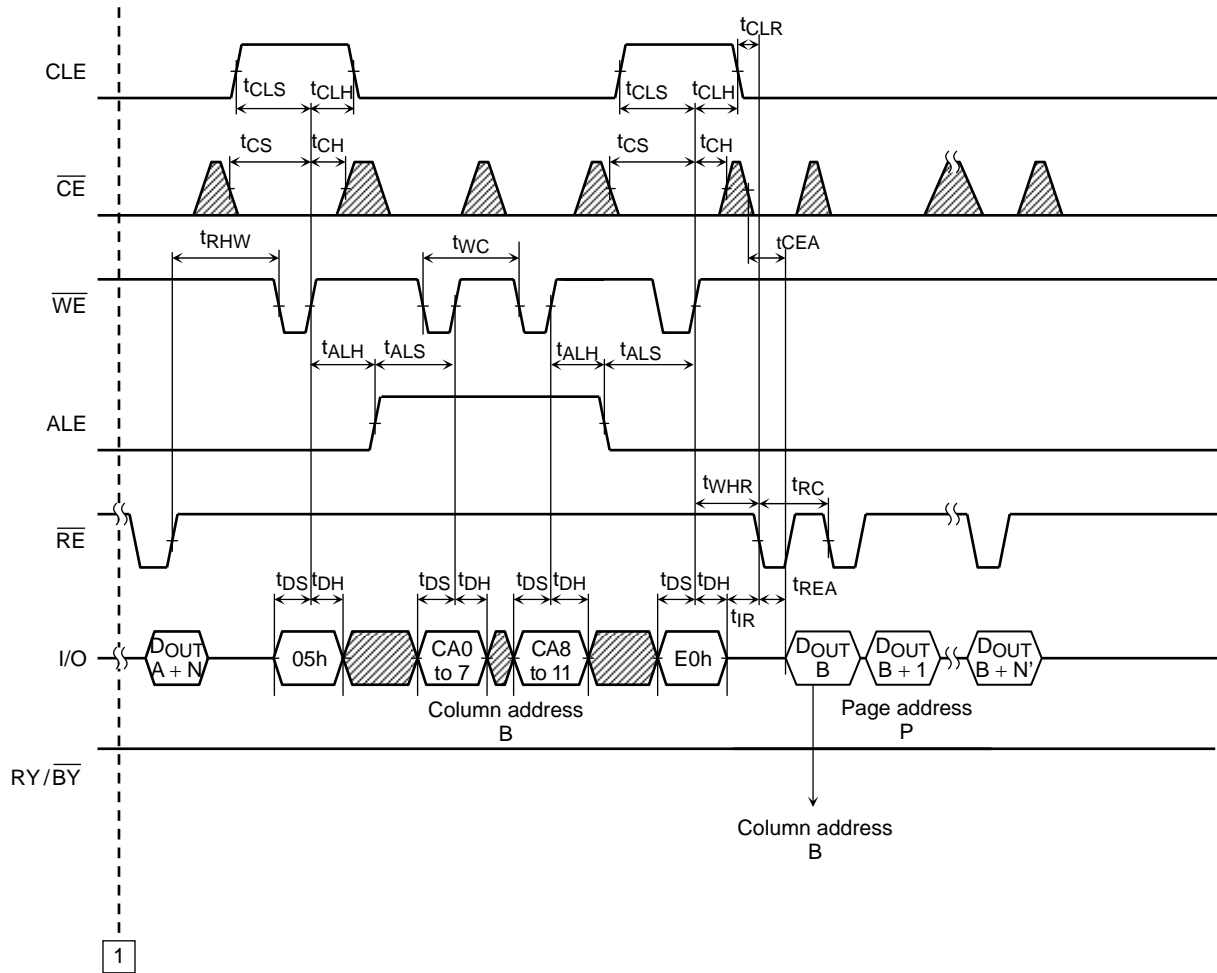 tCLR
CLE
tCLS tCLH tCLS tCLH
tCS tCH tCS tCH
CE
tRHW tWC tCEA
WE
tALH tALS tALH tALS
ALE
tWHR tRC
RE
tDS tDH tDS tDH tDS tDH tDS tDH tREA
tIR
I/O
DOUT
A + N
05h
CA0
to 7
CA8
to 11
E0h
DOUT
B
DOUT
B + 1
DOUT
B + N’
Column address
B
Page address
P
RY/BY
Column address
B
1